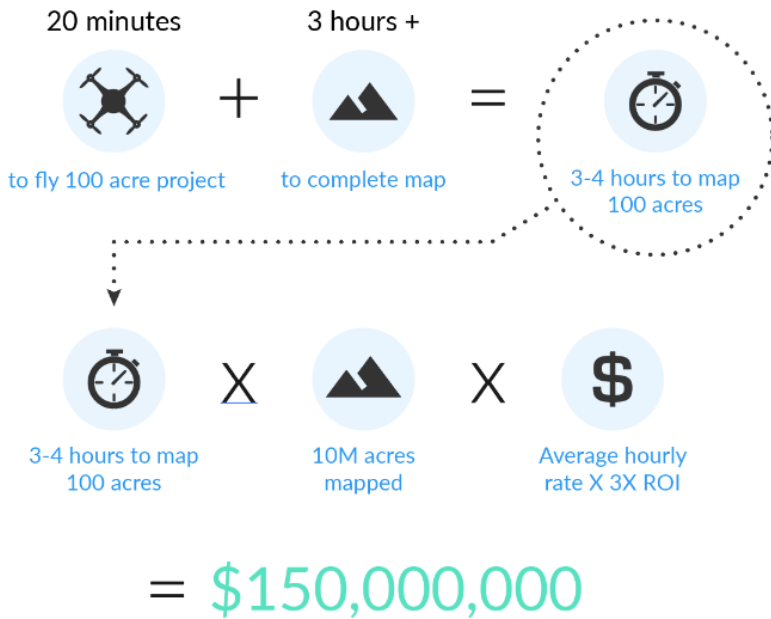 20 minutes
3 hours +
+
=
to fly 100 acre project
to complete map
3-4 hours to map
100 acres
X
X
$
3-4 hours to map
100 acres
10M acres
mapped
Average hourly
rate X 3X ROI
= $150,000,000